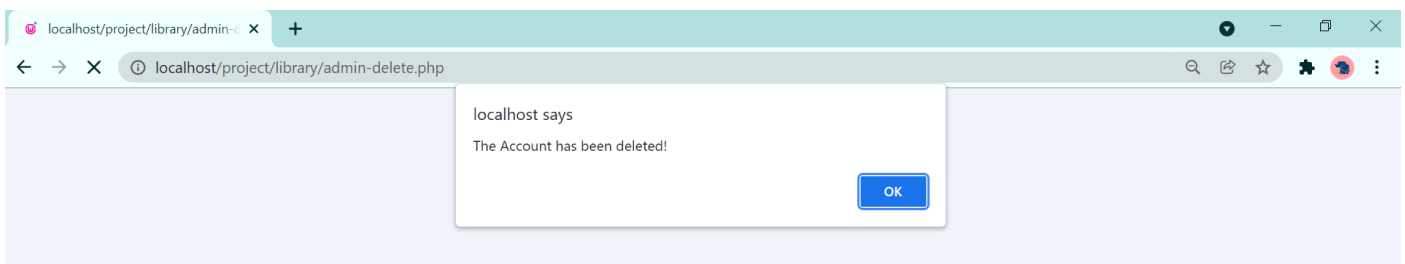 localhost/project/library/admin-d
localhost/project/library/admin-delete.php
localhost says
The Account has been deleted!
OK